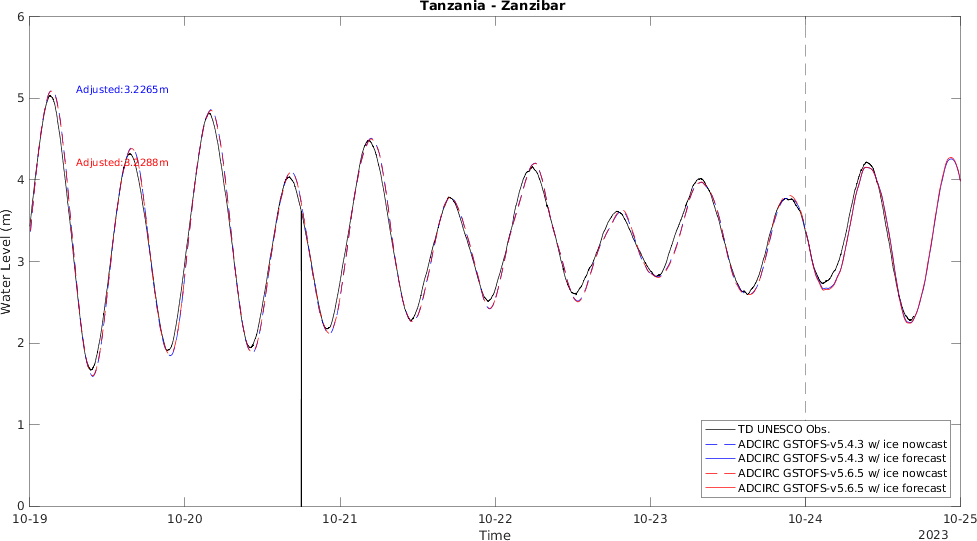 Tanzania - Zanzibar
6
5
4
3
2
1
0
Water Level (m)
Adjusted:3.2265m
Adjusted:3.2288m
TD UNESCO Obs.
ADCIRC GSTOFS-v5.4.3 w/ ice nowcast
ADCIRC GSTOFS-v5.4.3 w/ ice forecast
ADCIRC GSTOFS-v5.6.5 w/ ice nowcast
ADCIRC GSTOFS-v5.6.5 w/ ice forecast
10-19 10-20 10-21 10-22 10-23 10-24 10-25
Time
2023